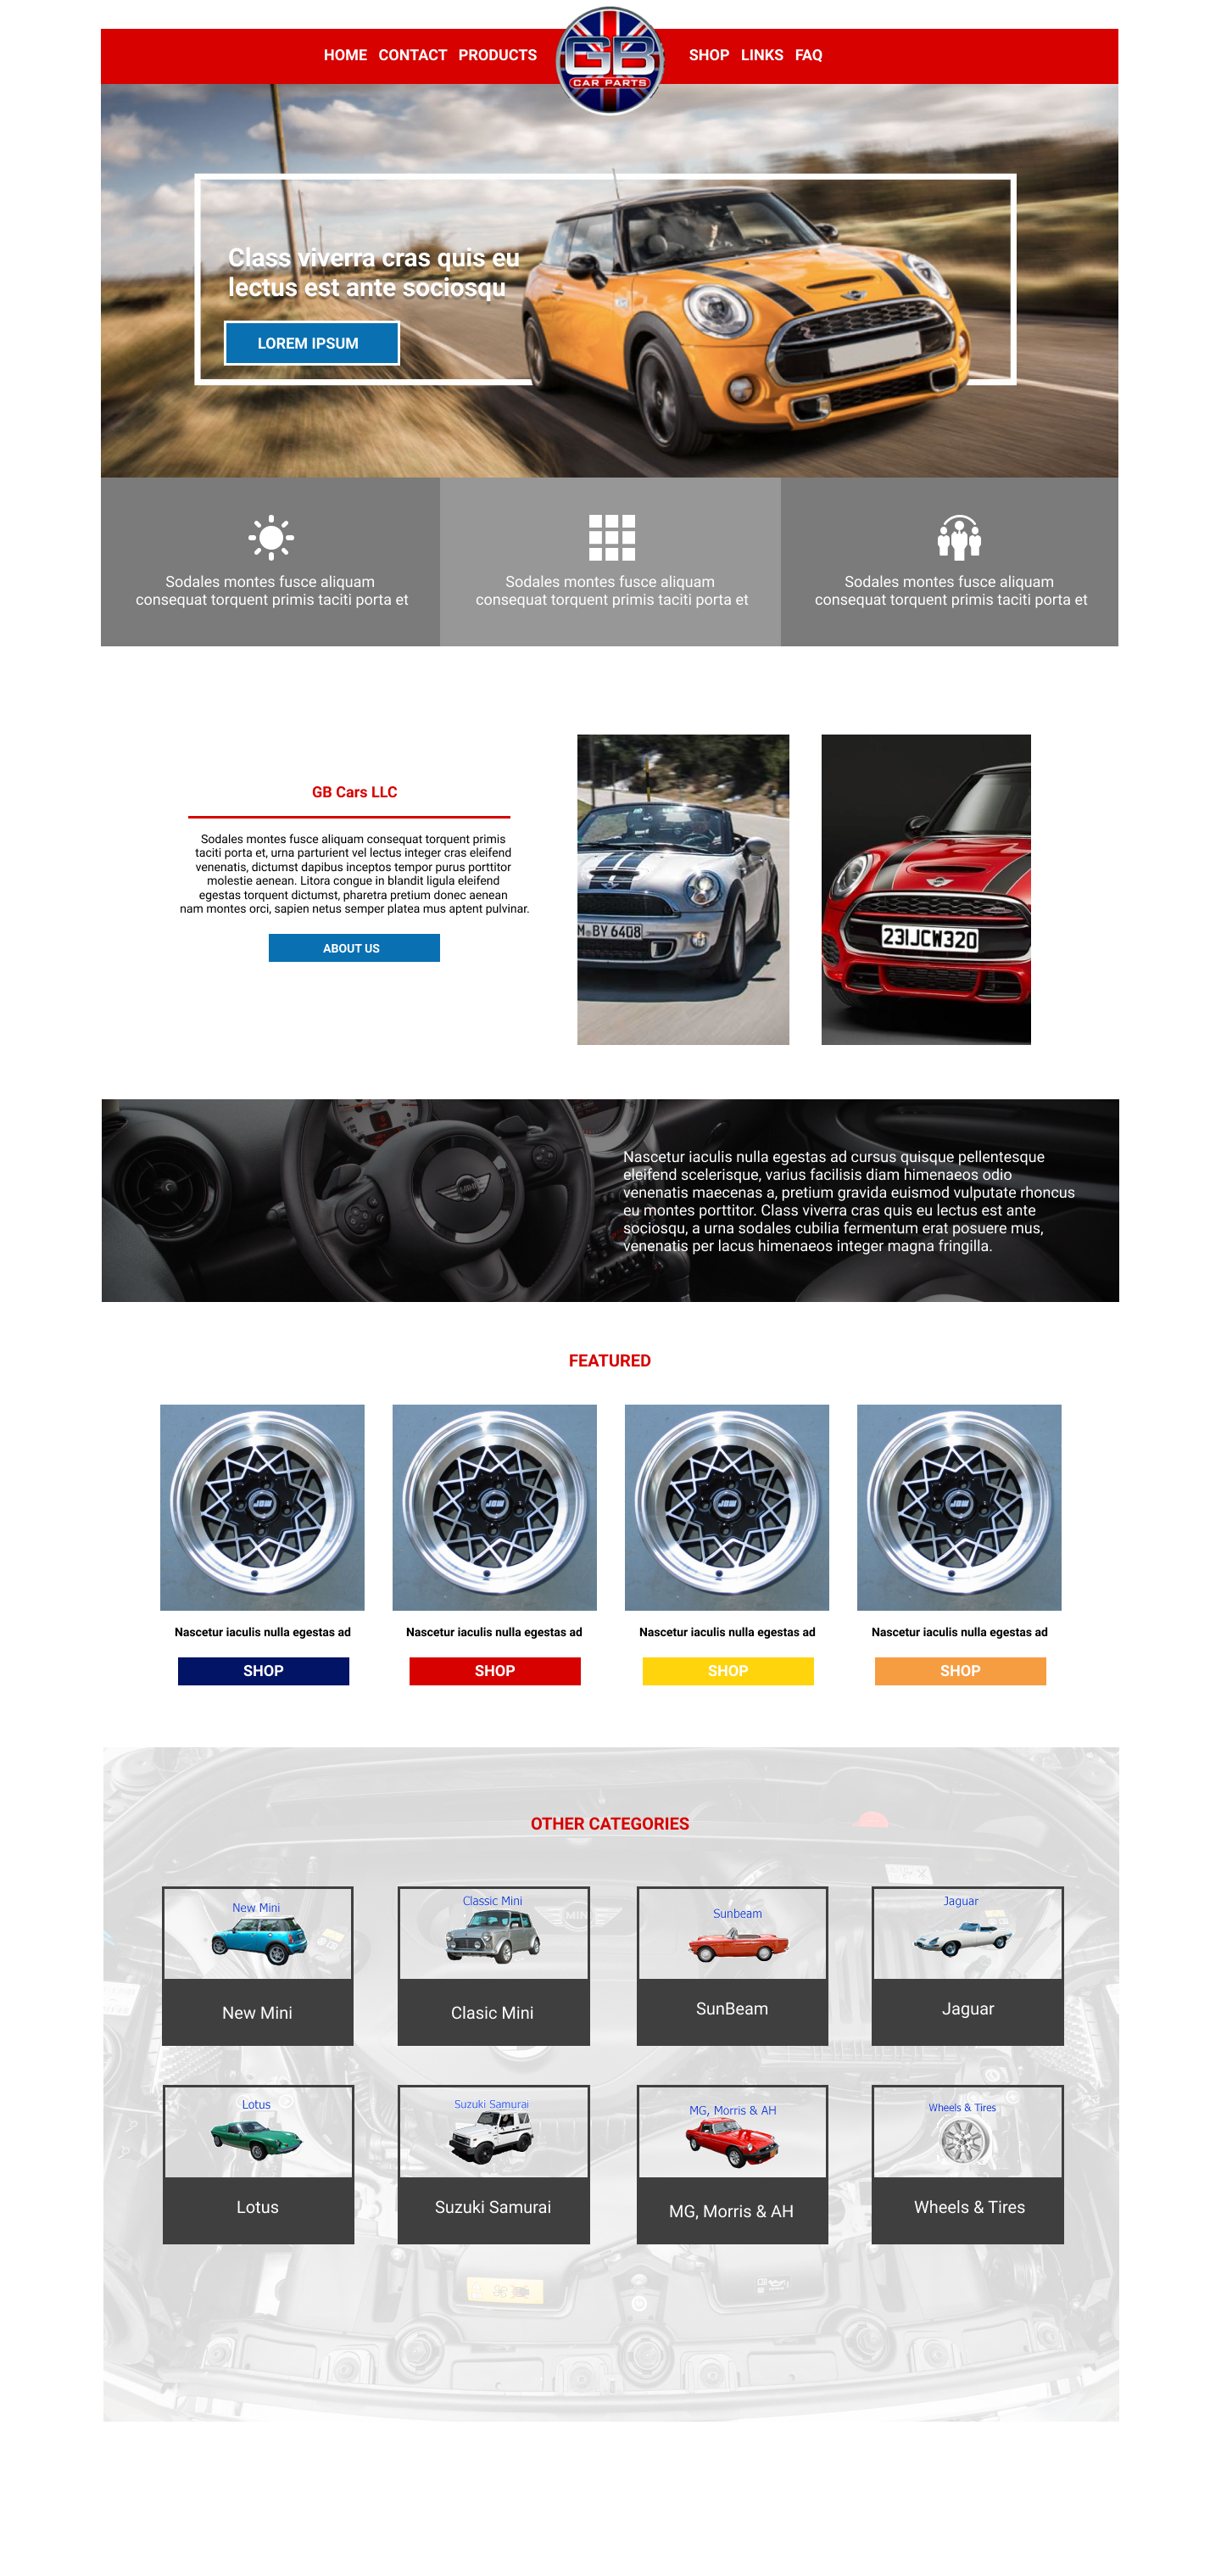 HOME CONTACT PRODUCTS
GB
CAR PARTS
SHOP LINKS FAQ
Class viverra cras quis eu
lectus est ante sociosqu
LOREM IPSUM
Sodales montes fusce aliquam
consequat torquent primis taciti porta et
Sodales montes fusce aliquam
consequat torquent primis taciti porta et
Sodales montes fusce aliquam
consequat torquent primis taciti porta et
GB Cars LLC
Sodales montes fusce aliquam consequat torquent primis
taciti porta et, urna parturient vel lectus integer cras eleifend
venenatis, dictumst dapibus inceptos tempor purus porttitor
molestie aenean. Litora congue in blandit ligula eleifend
egestas torquent dictumst, pharetra pretium donec aenean
nam montes orci, sapien netus semper platea mus aptent pulvinar.
ABOUT US
M·BY 6408
231JCW320
Nascetur iaculis nulla egestas ad cursus quisque pellentesque
eleifend scelerisque, varius facilisis diam himenaeos odio
venenatis maecenas a, pretium gravida euismod vulputate rhoncus
eu montes porttitor. Class viverra cras quis eu lectus est ante
sociosqu, a urna sodales cubilia fermentum erat posuere mus,
venenatis per lacus himenaeos integer magna fringilla.
MINI
FEATURED
JBW
JBW
JBW
JBW
Nascetur iaculis nulla egestas ad
Nascetur iaculis nulla egestas ad
Nascetur iaculis nulla egestas ad
Nascetur iaculis nulla egestas ad
SHOP
SHOP
SHOP
SHOP
OTHER CATEGORIES
New Mini
Classic Mini
Sunbeam
Jaguar
MINI
New Mini
Clasic Mini
SunBeam
Jaguar
Lotus
Suzuki Samurai
MG, Morris & AH
Wheels & Tires
Lotus
Suzuki Samurai
MG, Morris & AH
Wheels & Tires